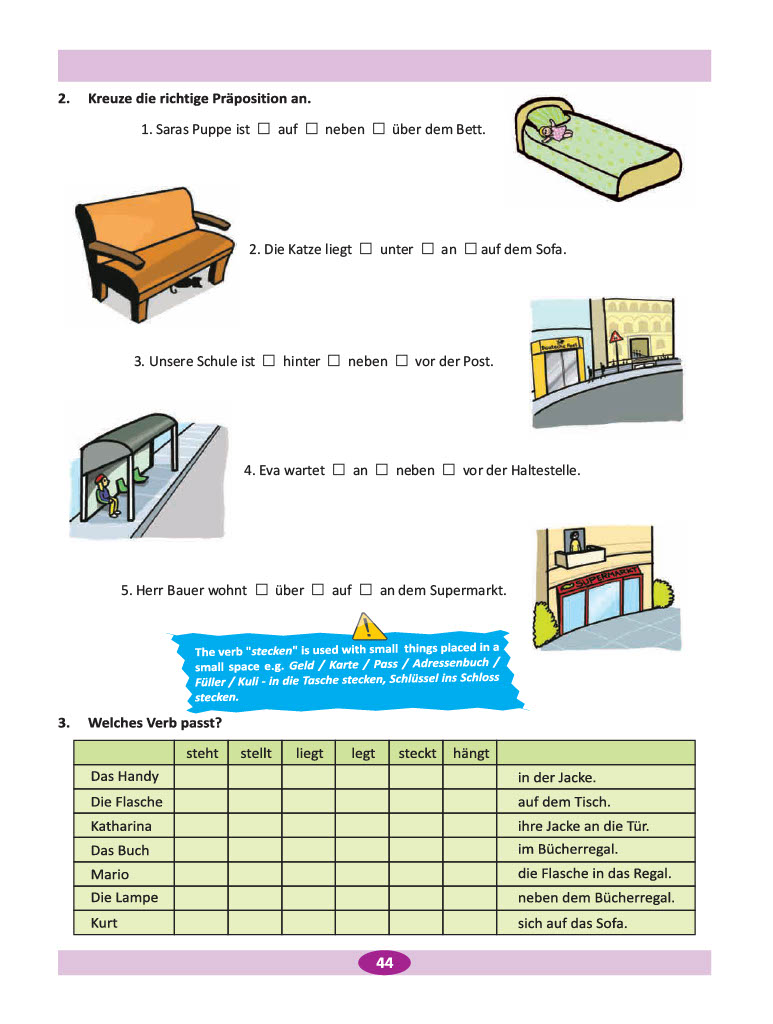 2. Kreuze die richtige Präposition an.
1. Saras Puppe ist ☐ auf ☐ neben ☐ über dem Bett.
2. Die Katze liegt ☐ unter ☐ an ☐ auf dem Sofa.
Deutsche Post
3. Unsere Schule ist ☐ hinter ☐ neben ☐ vor der Post.
4. Eva wartet ☐ an ☐ neben ☐ vor der Haltestelle.
SUPERMARKT
5. Herr Bauer wohnt ☐ über ☐ auf ☐ an dem Supermarkt.
The verb "stecken" is used with small things placed in a
small space e.g. Geld / Karte / Pass / Adressenbuch /
Füller / Kuli - in die Tasche stecken, Schlüssel ins Schloss
stecken.
3. Welches Verb passt?
steht stellt liegt legt steckt hängt
Das Handy in der Jacke.
Die Flasche auf dem Tisch.
Katharina ihre Jacke an die Tür.
Das Buch im Bücherregal.
Mario die Flasche in das Regal.
Die Lampe neben dem Bücherregal.
Kurt sich auf das Sofa.
44